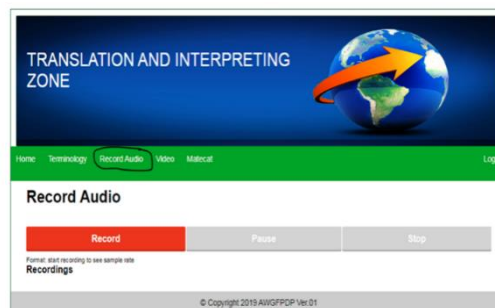 TRANSLATION AND INTERPRETING
ZONE
Home Terminology Record Audio Video Matecat Log
Record Audio
Record Pause Stop
Format: start recording to see sample rate
Recordings
© Copyright 2019 AWGFPDP Ver.01